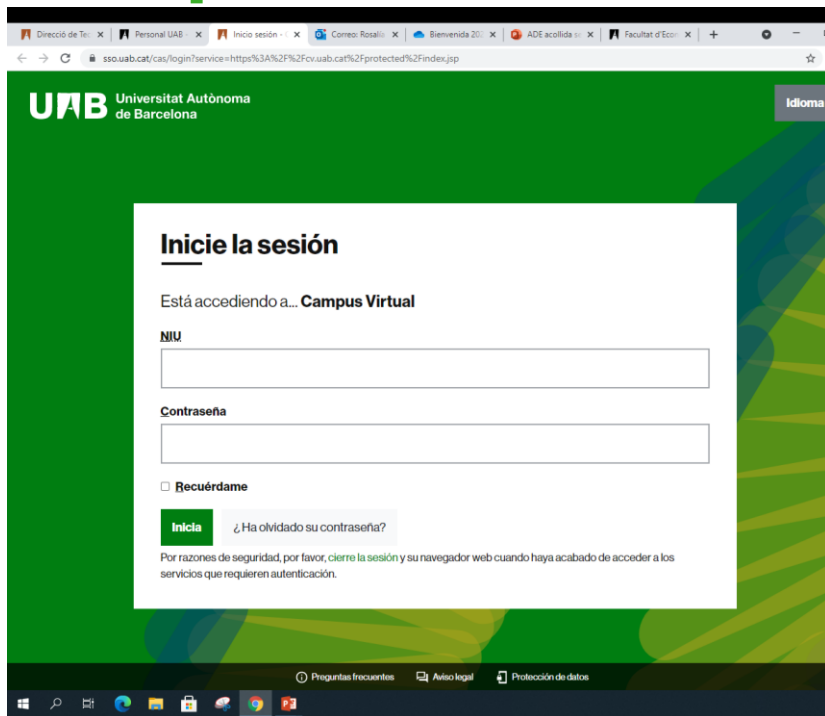 Direcció de Tec
Personal UAB -
Inicio sesión - C
Correo: Rosalía
Bienvenida 202
ADE acollida s
Facultat d'Econ
sso.uab.cat/cas/login?service=https%3A%2F%2Fcv.uab.cat%2Fprotected%2Findex.jsp
UAB Universitat Autònoma
de Barcelona
Idioma
Inicie la sesión
Está accediendo a... Campus Virtual
NIU
Contraseña
Recuérdame
Inicia
¿Ha olvidado su contraseña?
Por razones de seguridad, por favor, cierre la sesión y su navegador web cuando haya acabado de acceder a los
servicios que requieren autenticación.
Preguntas frecuentes
Aviso legal
Protección de datos